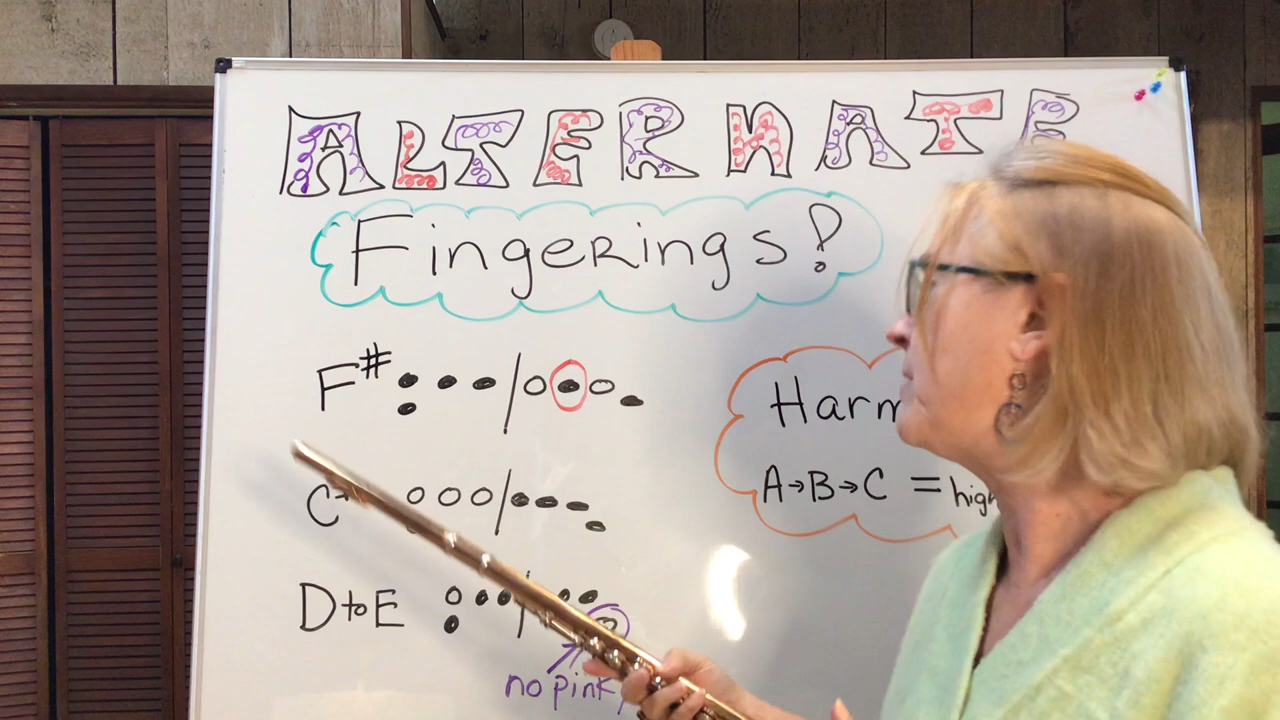 ALTERNATE
Fingerings!
F#
C
D to E
no pink
Harm
A→B→C = high